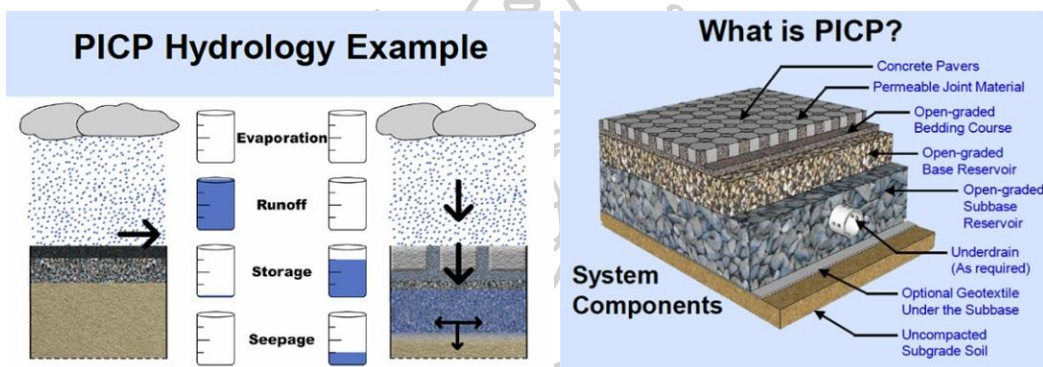 PICP Hydrology Example
Evaporation
Runoff
Storage
Seepage
What is PICP?
Concrete Pavers
Permeable Joint Material
Open-graded
Bedding Course
Open-graded
Base Reservoir
Open-graded
Subbase
Reservoir
Underdrain
(As required)
Optional Geotextile
Under the Subbase
Uncompacted
Subgrade Soil
System
Components